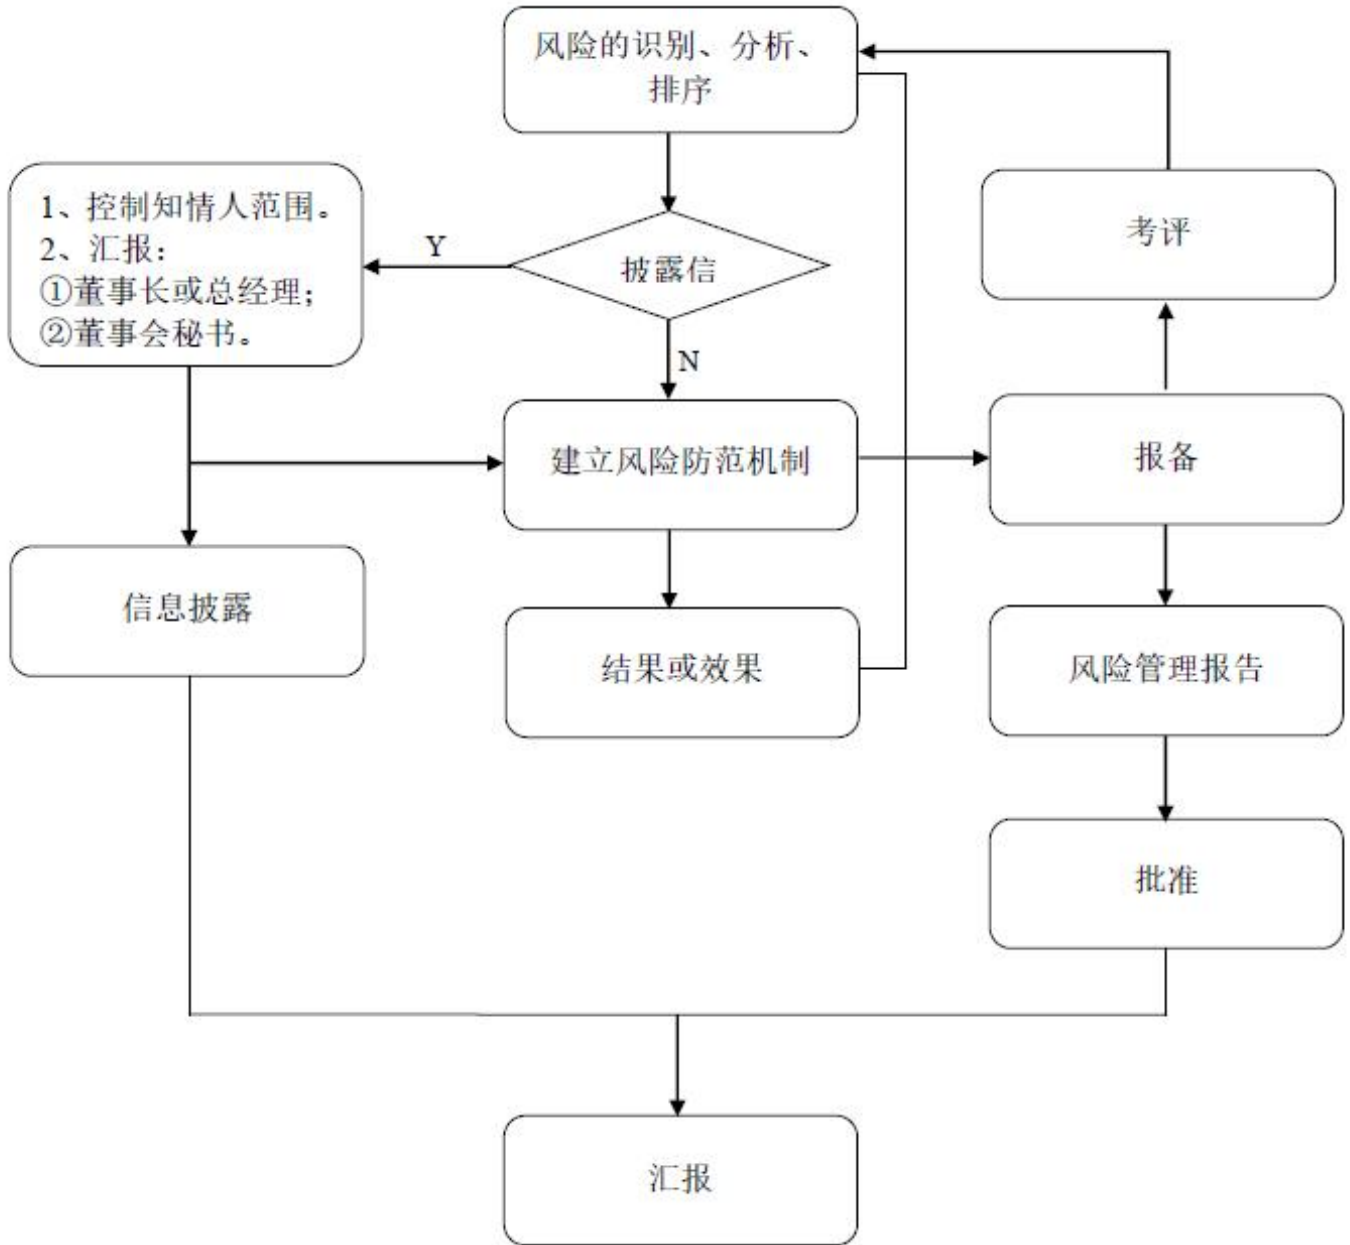 风险的识别、分析、
排序
1、控制知情人范围。
2、汇报：
①董事长或总经理；
②董事会秘书。
Y
披露信
考评
N
建立风险防范机制
报备
信息披露
结果或效果
风险管理报告
批准
汇报